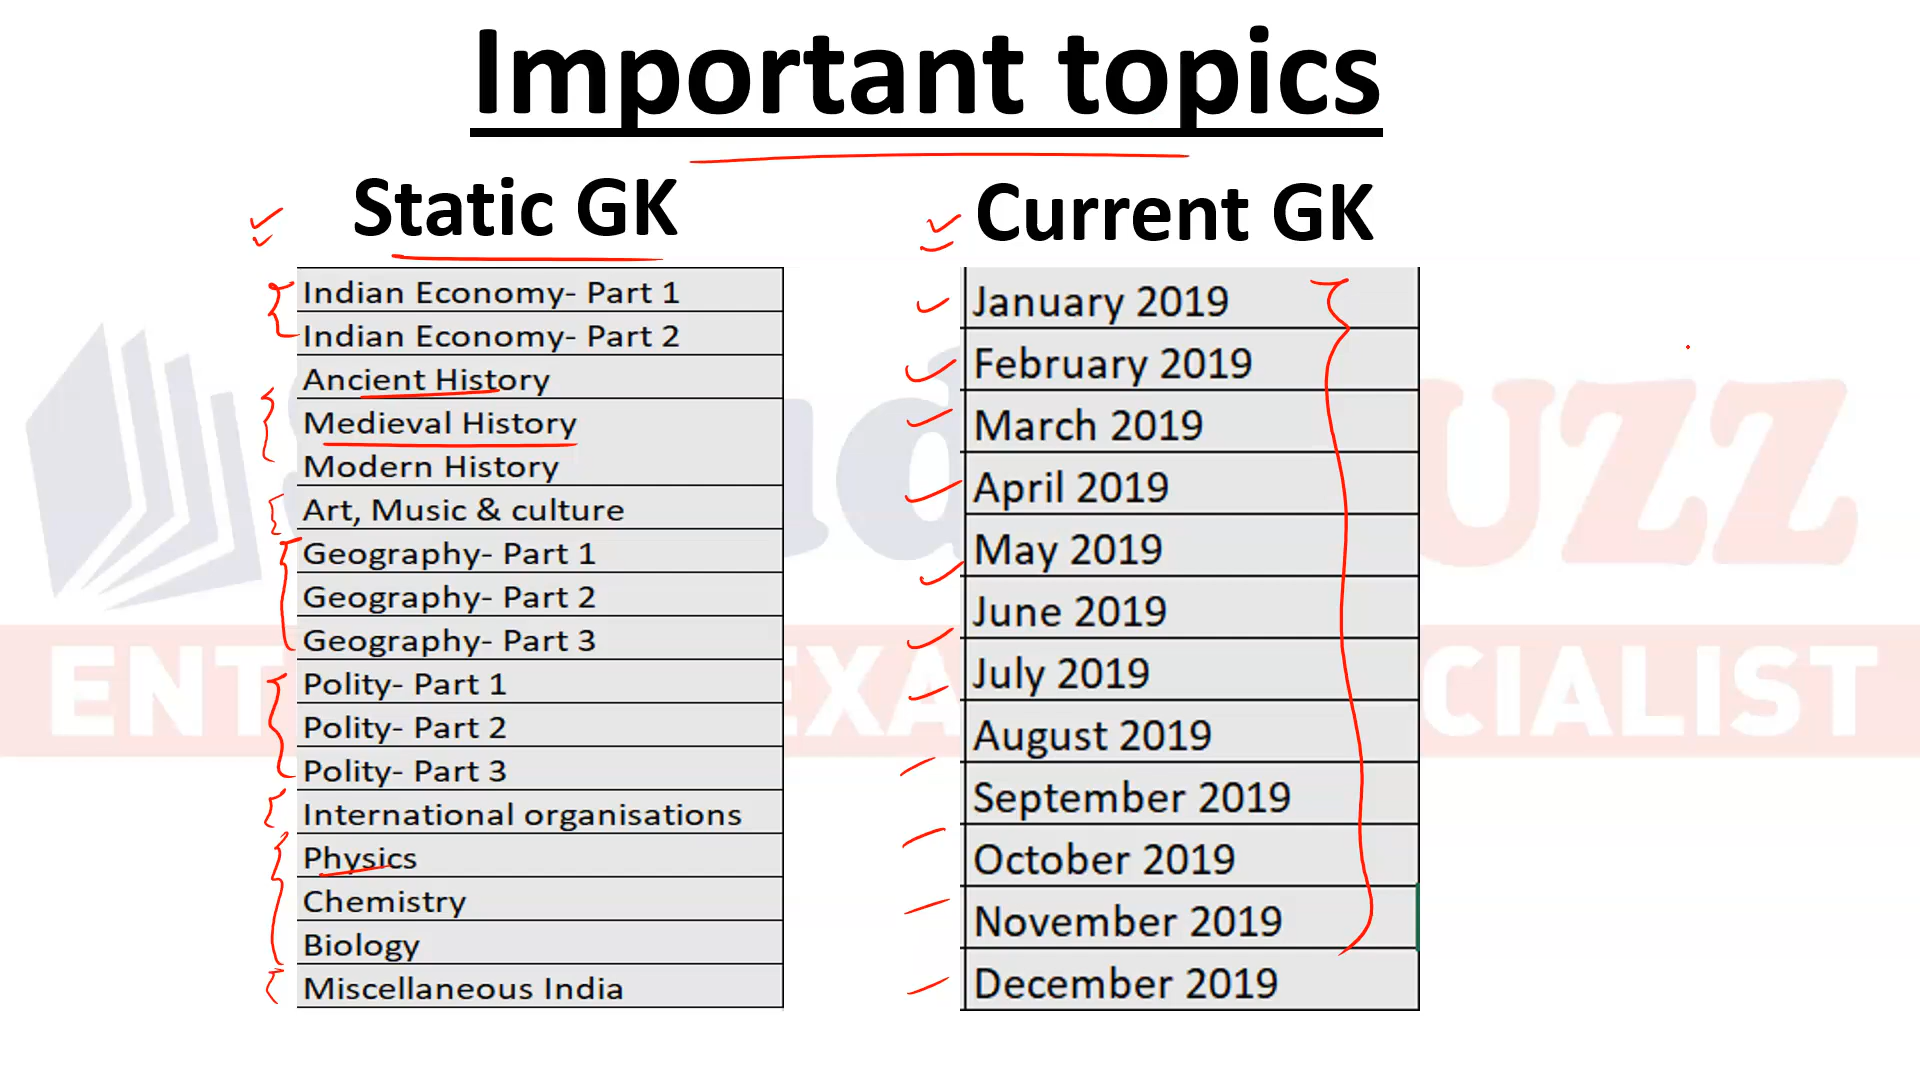 Important topics
Static GK
Indian Economy- Part 1
Indian Economy- Part 2
Ancient History
Medieval History
Modern History
Art, Music & culture
Geography- Part 1
Geography- Part 2
Geography- Part 3
Polity- Part 1
Polity- Part 2
Polity- Part 3
International organisations
Physics
Chemistry
Biology
Miscellaneous India
Current GK
January 2019
February 2019
March 2019
April 2019
May 2019
June 2019
July 2019
August 2019
September 2019
October 2019
November 2019
December 2019